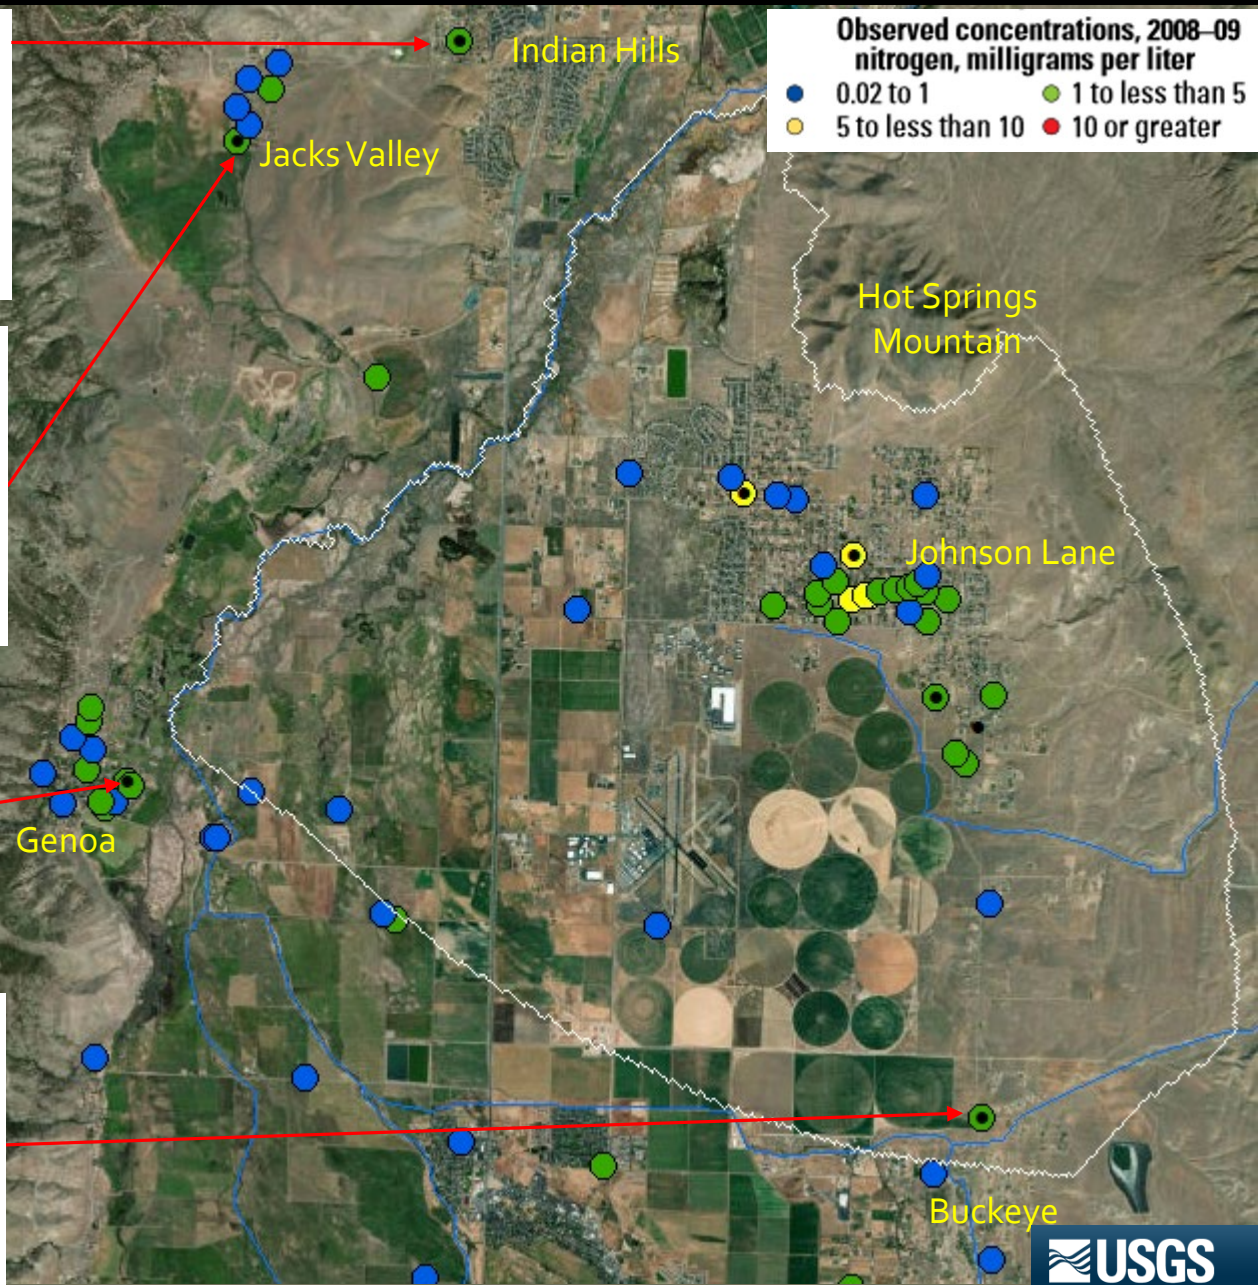 Observed concentrations, 2008–09
nitrogen, milligrams per liter
0.02 to 1
1 to less than 5
5 to less than 10
10 or greater
Indian Hills
Jacks Valley
Hot Springs
Mountain
Johnson Lane
Genoa
Buckeye
USGS